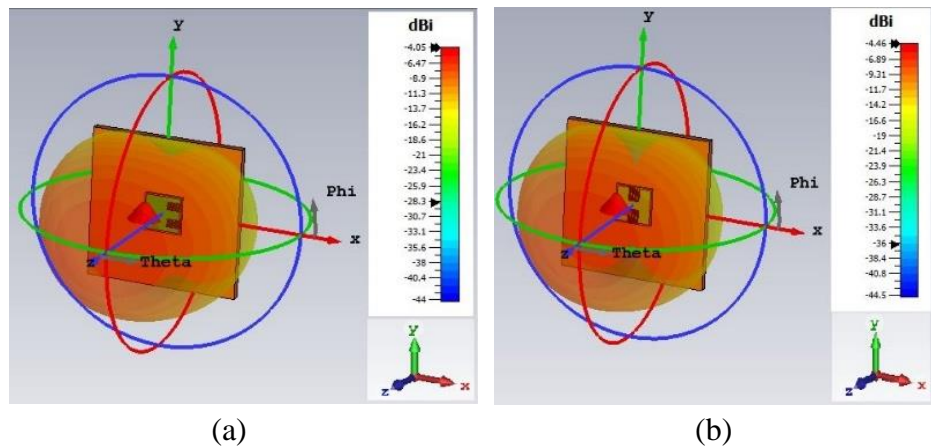 y
Phi
x
z
Theta
dBi
-4.05
-6.47
-8.9
-11.3
-13.7
-16.2
-18.6
-21
-23.4
-25.9
-28.3
-30.7
-33.1
-35.6
-38
-40.4
-44
y
z
x
y
Phi
x
z
Theta
dBi
-4.46
-6.89
-9.31
-11.7
-14.2
-16.6
-19
-21.4
-23.9
-26.3
-28.7
-31.1
-33.6
-36
-38.4
-40.8
-44.5
y
z
x
(a)
(b)